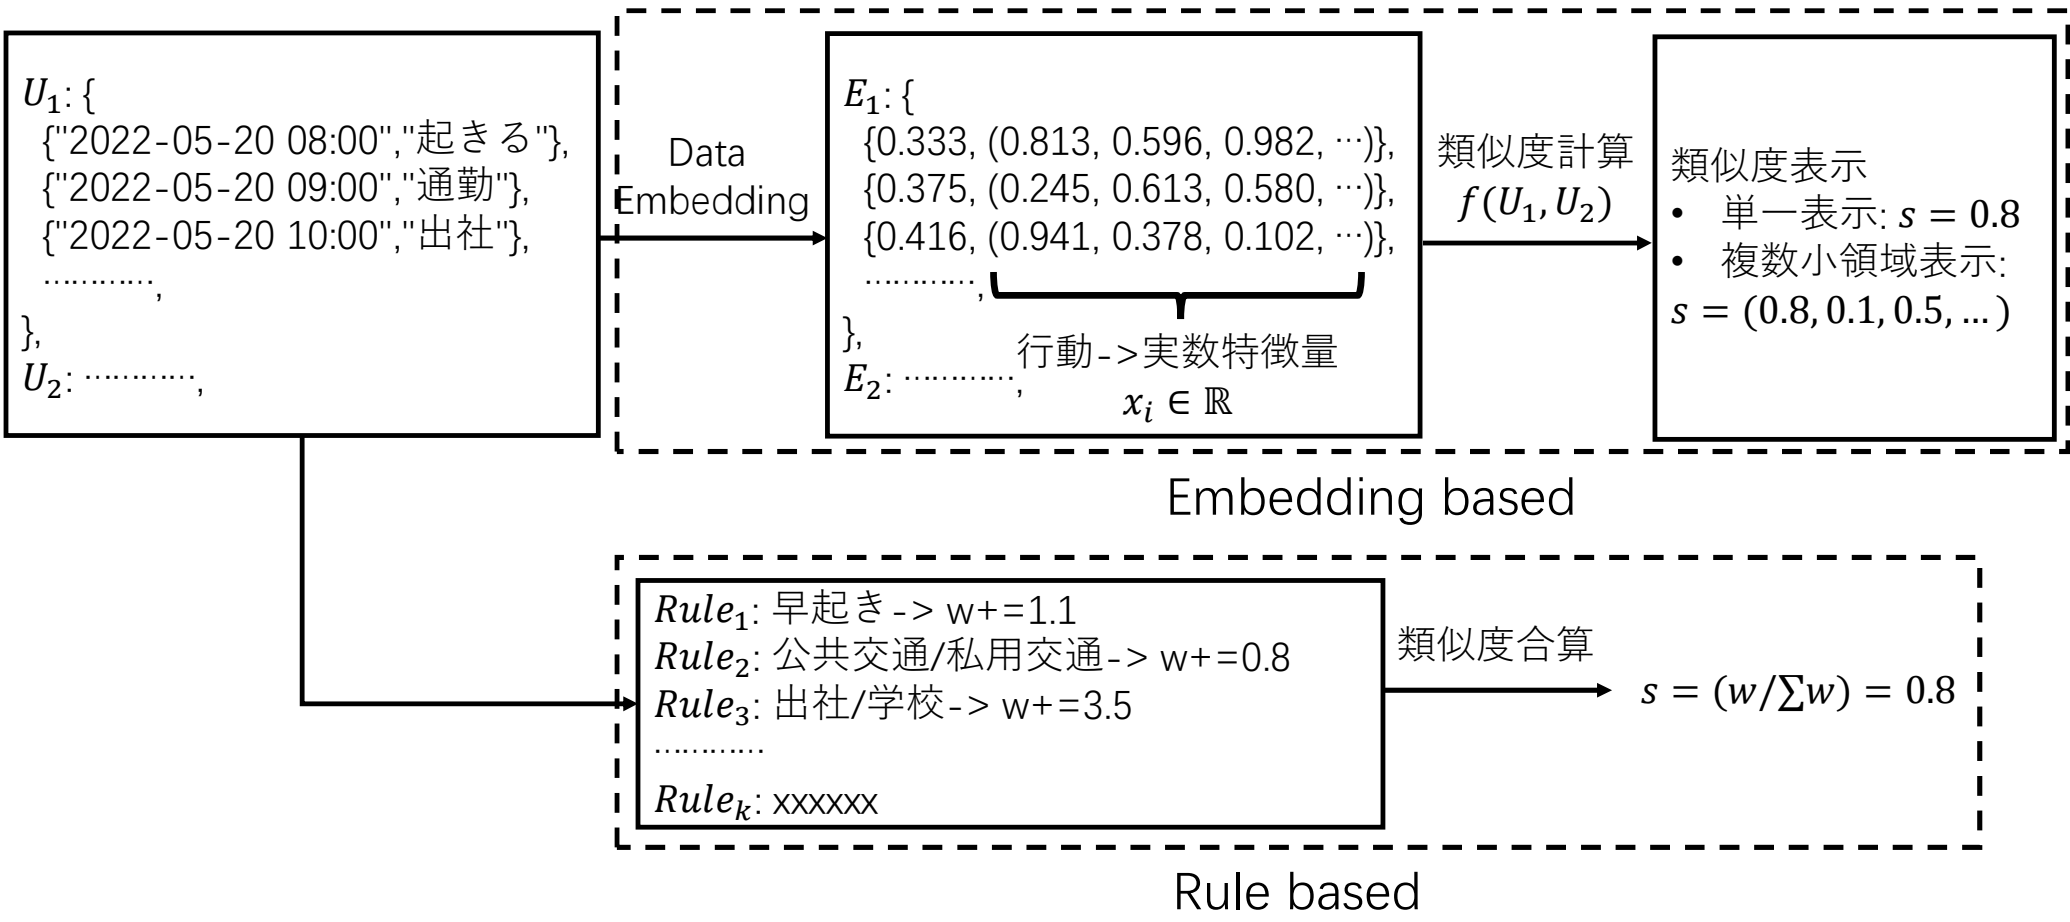 U₁: {
{"2022-05-20 08:00","起きる"},
{"2022-05-20 09:00","通勤"},
{"2022-05-20 10:00","出社"},
…………,
},
U₂: …………,
Data
Embedding
E₁: {
{0.333, (0.813, 0.596, 0.982, …)},
{0.375, (0.245, 0.613, 0.580, …)},
{0.416, (0.941, 0.378, 0.102, …)},
…………,
},
行動->実数特徴量
E₂: …………,
xᵢ ∈ ℝ
類似度計算
f(U₁, U₂)
類似度表示
• 単一表示: s = 0.8
• 複数小領域表示:
s = (0.8, 0.1, 0.5, … )
Embedding based
Rule₁: 早起き-> w+=1.1
Rule₂: 公共交通/私用交通-> w+=0.8
Rule₃: 出社/学校-> w+=3.5
…………
Ruleₖ: xxxxxx
類似度合算
s = (w/∑w) = 0.8
Rule based